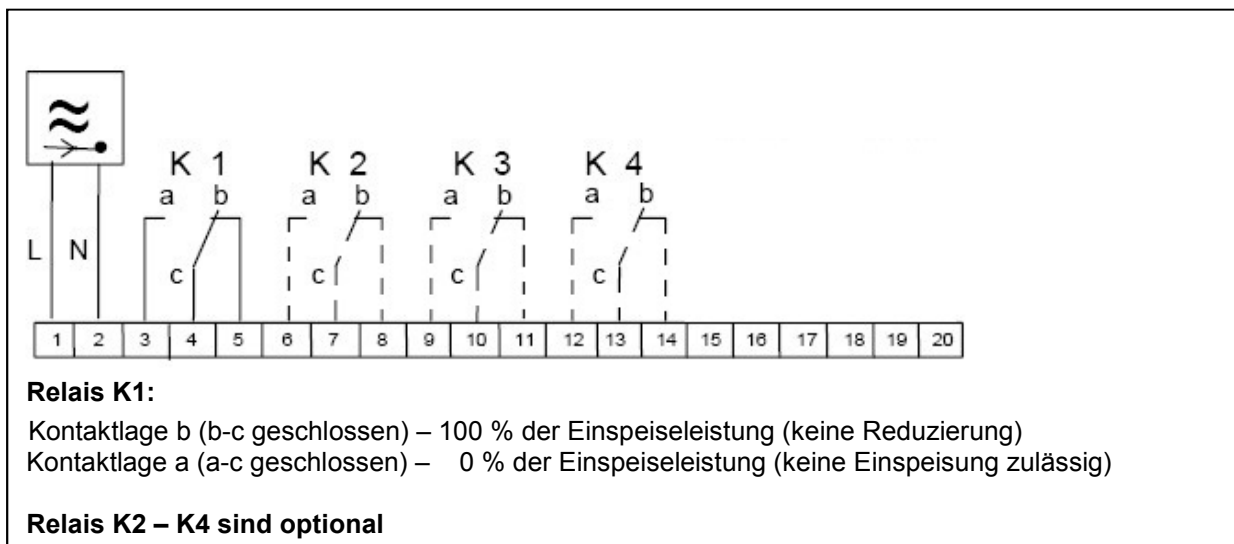 K 1 K 2 K 3 K 4
a b a b a b a b
L N c c c c
1 2 3 4 5 6 7 8 9 10 11 12 13 14 15 16 17 18 19 20
Relais K1:
Kontaktlage b (b-c geschlossen) – 100 % der Einspeiseleistung (keine Reduzierung)
Kontaktlage a (a-c geschlossen) – 0 % der Einspeiseleistung (keine Einspeisung zulässig)
Relais K2 – K4 sind optional